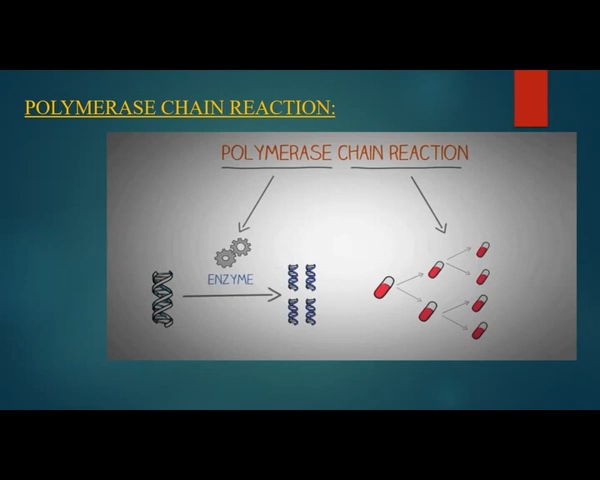 POLYMERASE CHAIN REACTION:
POLYMERASE CHAIN REACTION
ENZYME